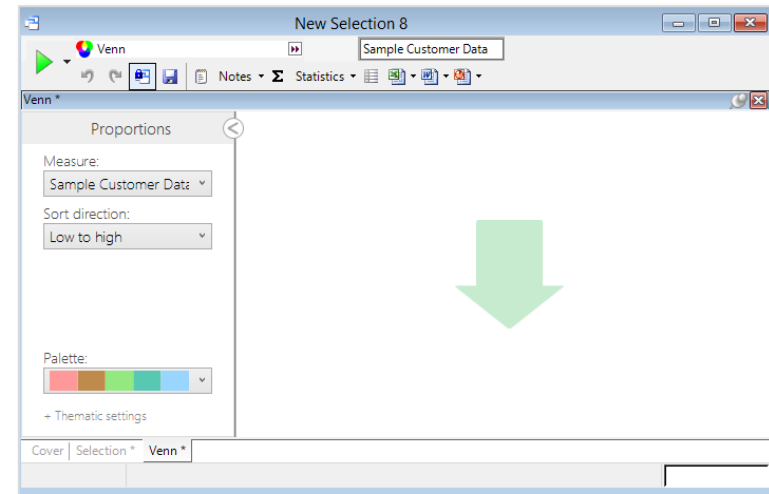 New Selection 8
Venn Sample Customer Data
Notes Σ Statistics
Venn *
Proportions
Measure:
Sample Customer Data
Sort direction:
Low to high
Palette:
+ Thematic settings
Cover Selection * Venn *